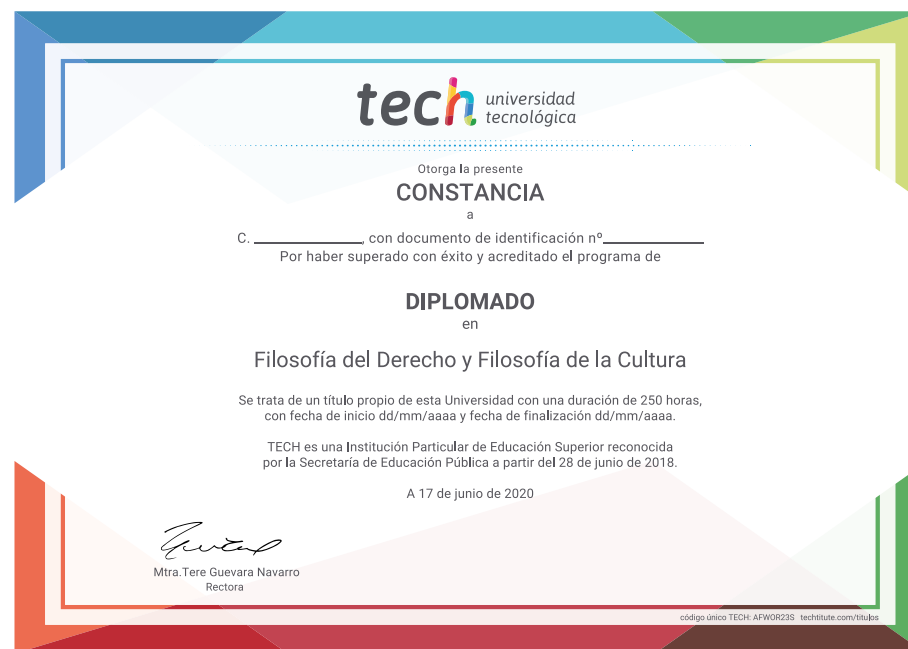 tech universidad
tecnológica
Otorga la presente
CONSTANCIA
a
C. ____________, con documento de identificación nº____________
Por haber superado con éxito y acreditado el programa de
DIPLOMADO
en
Filosofía del Derecho y Filosofía de la Cultura
Se trata de un título propio de esta Universidad con una duración de 250 horas,
con fecha de inicio dd/mm/aaaa y fecha de finalización dd/mm/aaaa.
TECH es una Institución Particular de Educación Superior reconocida
por la Secretaría de Educación Pública a partir del 28 de junio de 2018.
A 17 de junio de 2020
Mtra.Tere Guevara Navarro
Rectora
código único TECH: AFWOR23S techtitute.com/titulos